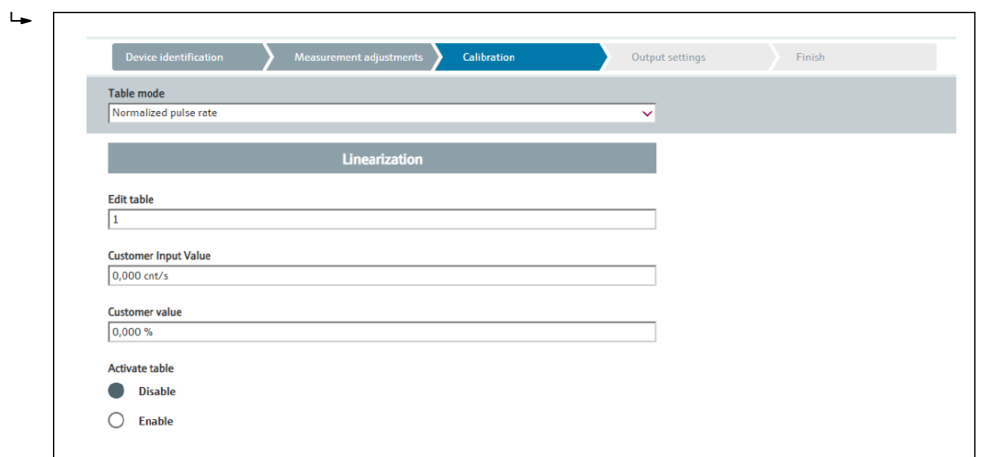 Device identification Measurement adjustments Calibration Output settings Finish
Table mode
Normalized pulse rate
Linearization
Edit table
1
Customer Input Value
0,000 cnt/s
Customer value
0,000 %
Activate table
Disable
Enable